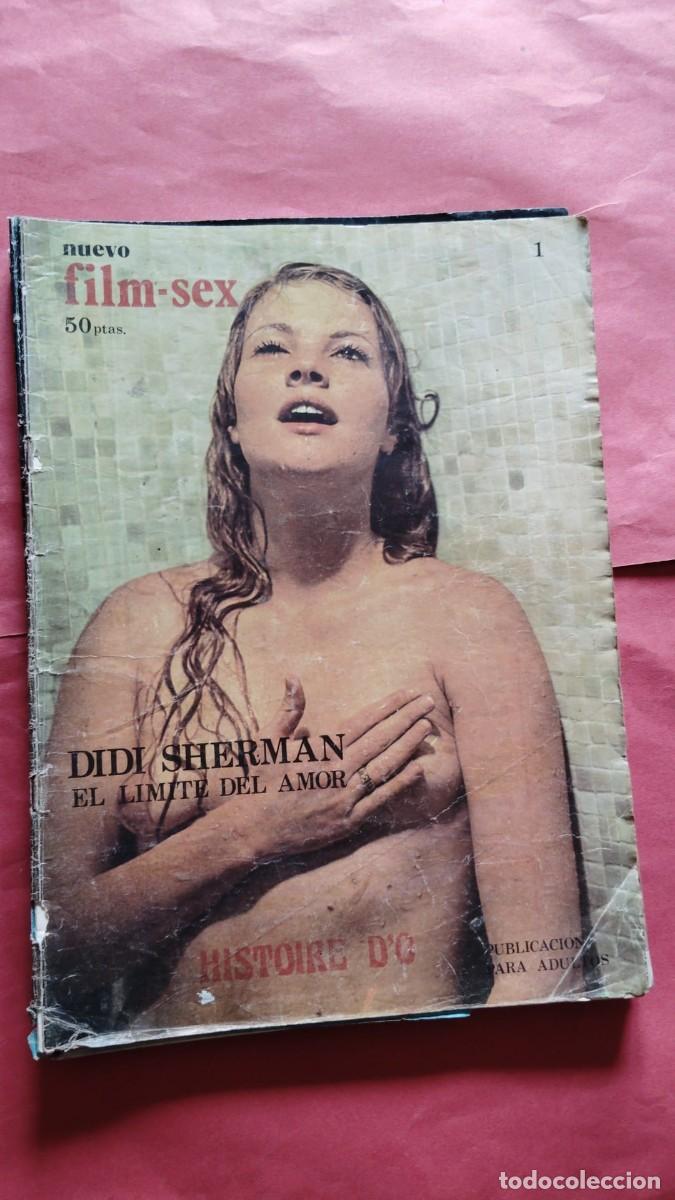 nuevo
film-sex
1
50 ptas.
DIDI SHERMAN
EL LIMITE DEL AMOR
HISTOIRE D'O
PUBLICACION
PARA ADULTOS
todocoleccion